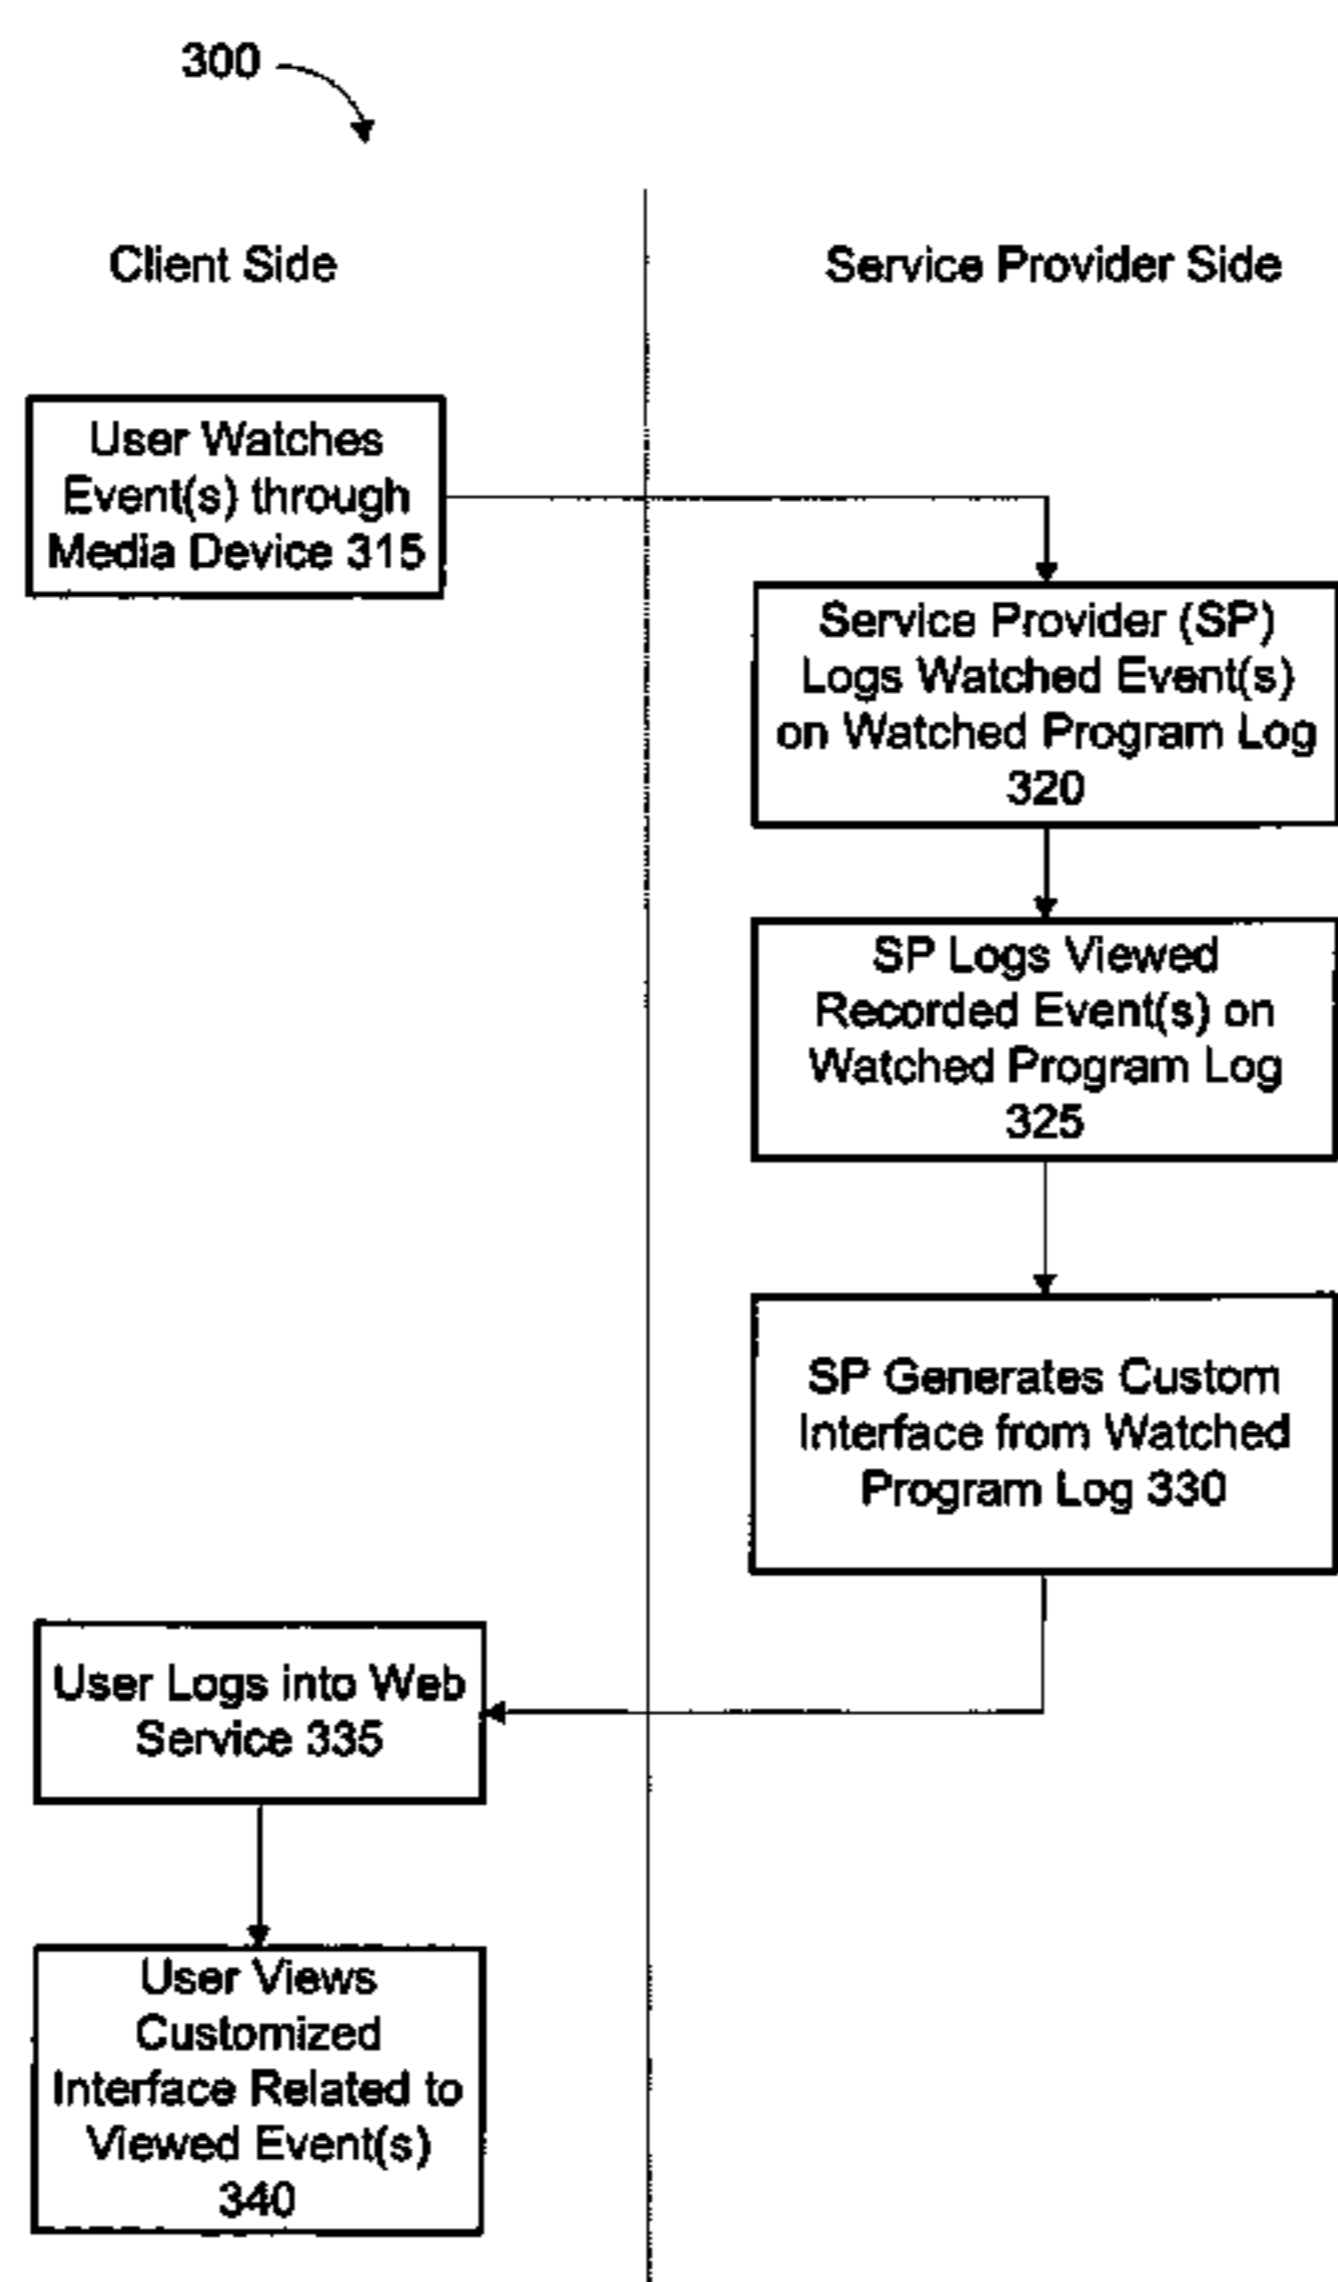 300
Client Side
Service Provider Side
User Watches
Event(s) through
Media Device 315
Service Provider (SP)
Logs Watched Event(s)
on Watched Program Log
320
SP Logs Viewed
Recorded Event(s) on
Watched Program Log
325
SP Generates Custom
Interface from Watched
Program Log 330
User Logs into Web
Service 335
User Views
Customized
Interface Related to
Viewed Event(s)
340